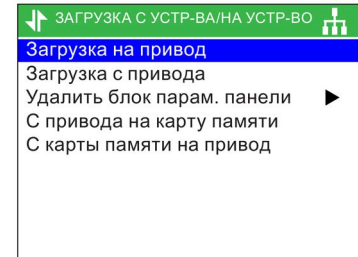 ЗАГРУЗКА С УСТР-ВА/НА УСТР-ВО
Загрузка на привод
Загрузка с привода
Удалить блок парам. панели
С привода на карту памяти
С карты памяти на привод